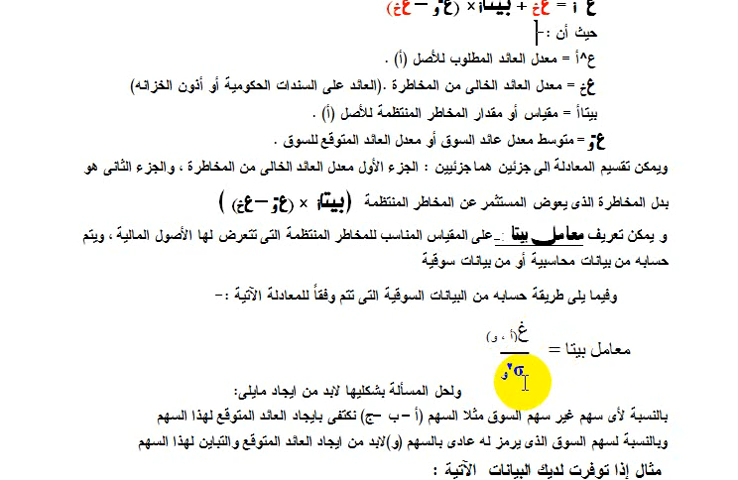 ع أ = عخ + بيتاأ × (عق – عخ)
حيث أن :-
ع^أ = معدل العائد المطلوب للأصل (أ) .
عخ = معدل العائد الخالى من المخاطرة .(العائد على السندات الحكومية أو أذون الخزانه)
بيتاأ = مقياس أو مقدار المخاطر المنتظمة للأصل (أ) .
= متوسط معدل عائد السوق أو معدل العائد المتوقع للسوق .
ويمكن تقسيم المعادلة الى جزئين هما جزئيين : الجزء الأول معدل العائد الخالى من المخاطرة ، والجزء الثانى هو
بدل المخاطرة الذى يعوض المستثمر عن المخاطر المنتظمة (بيتاأ × (عق – عخ) )
و يمكن تعريف معامل بيتا :- على المقياس المناسب للمخاطر المنتظمة التى تتعرض لها الأصول المالية ، ويتم
حسابه من بيانات محاسبية أو من بيانات سوقية
وفيما يلى طريقة حسابه من البيانات السوقية التى تتم وفقاً للمعادلة الآتية :-
غ(أ ، و)
معامل بيتا =
σ٢و
ولحل المسألة بشكليها لابد من ايجاد مايلى:
بالنسبة لأى سهم غير سهم السوق مثلا السهم (أ – ب –ج) نكتفى بايجاد العائد المتوقع لهذا السهم
وبالنسبة لسهم السوق الذى يرمز له عادى بالسهم (و)لابد من ايجاد العائد المتوقع والتباين لهذا السهم
مثال إذا توفرت لديك البيانات الآتية :